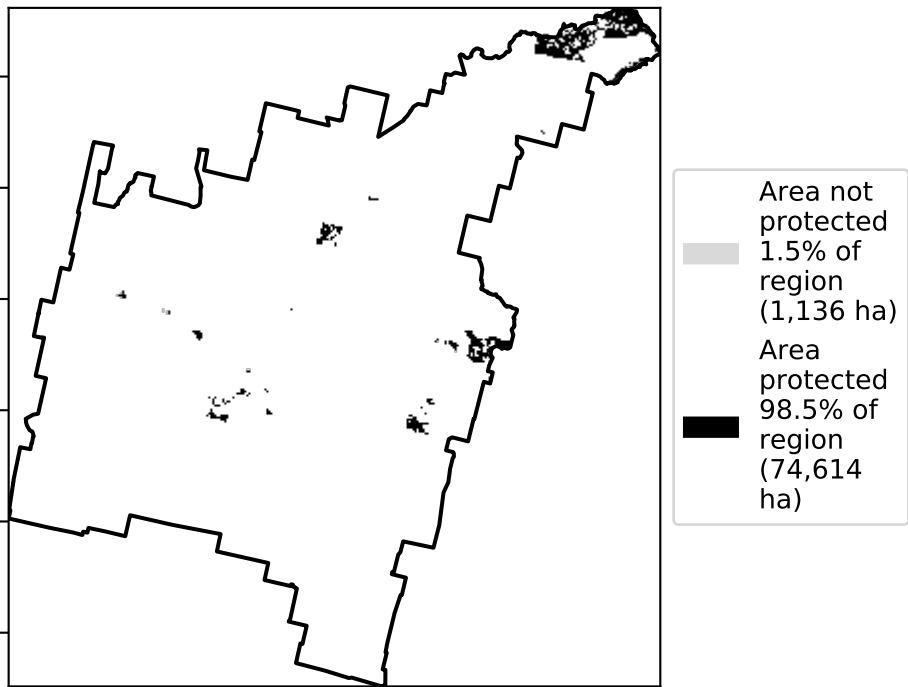 Area not
protected
1.5% of
region
(1,136 ha)
Area
protected
98.5% of
region
(74,614
ha)